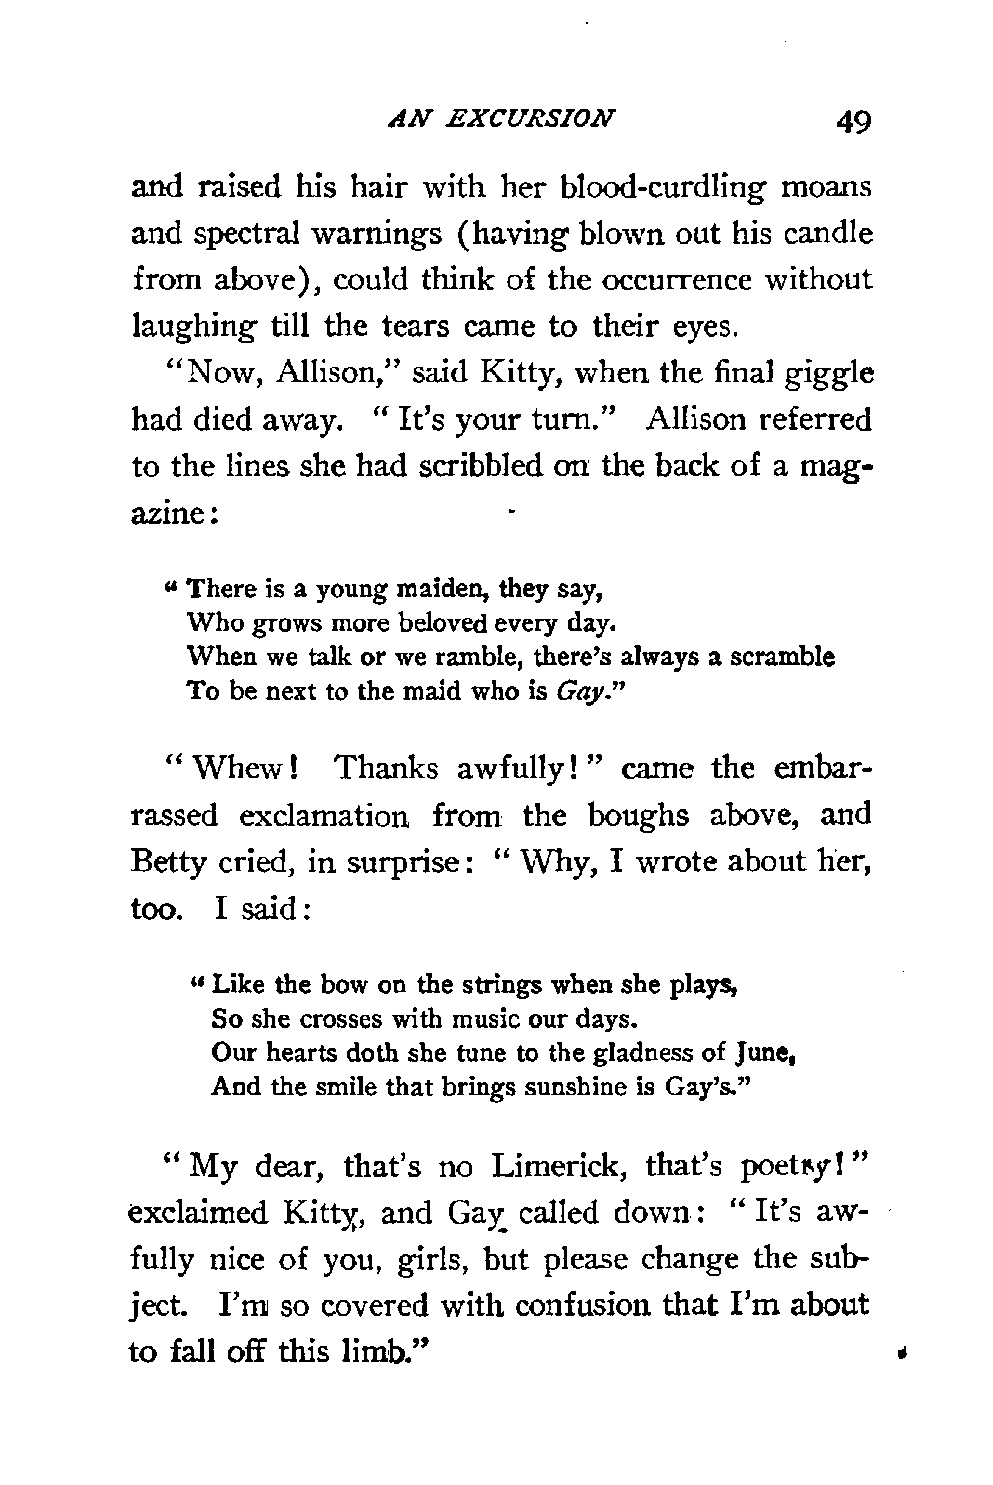 AN EXCURSION 49
and raised his hair with her blood-curdling moans
and spectral warnings (having blown out his candle
from above), could think of the occurrence without
laughing till the tears came to their eyes.
“Now, Allison,” said Kitty, when the final giggle
had died away. “It’s your turn.” Allison referred
to the lines she had scribbled on the back of a mag-
azine:
“There is a young maiden, they say,
Who grows more beloved every day.
When we talk or we ramble, there’s always a scramble
To be next to the maid who is Gay.”
“Whew! Thanks awfully!” came the embar-
rassed exclamation from the boughs above, and
Betty cried, in surprise: “Why, I wrote about her,
too. I said:
“Like the bow on the strings when she plays,
So she crosses with music our days.
Our hearts doth she tune to the gladness of June,
And the smile that brings sunshine is Gay’s.”
“My dear, that’s no Limerick, that’s poetry!”
exclaimed Kitty, and Gay called down: “It’s aw-
fully nice of you, girls, but please change the sub-
ject. I’m so covered with confusion that I’m about
to fall off this limb.”